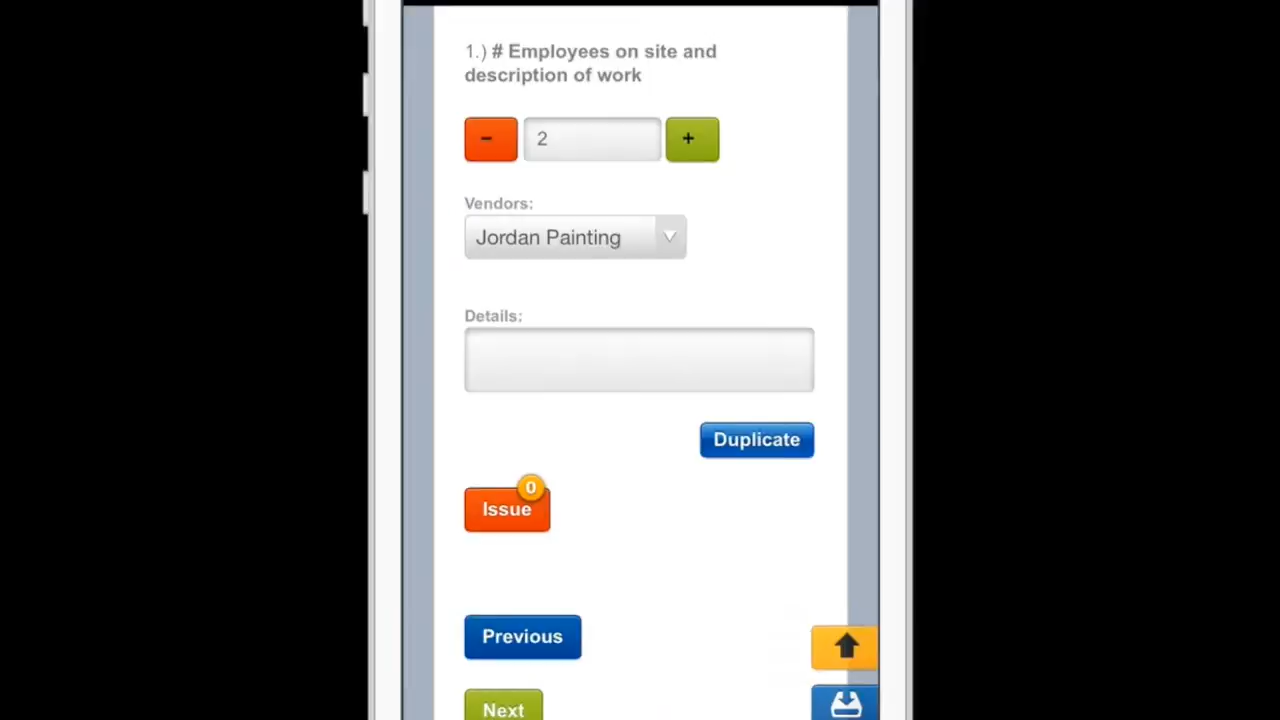 1.) # Employees on site and
description of work
- 2 +
Vendors:
Jordan Painting
Details:
Duplicate
0
Issue
Previous
Next